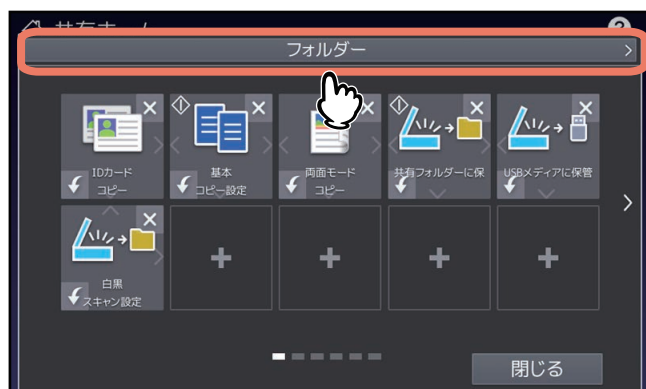 フォルダー
IDカード
コピー
基本
コピー設定
両面モード
コピー
共有フォルダーに保
USBメディアに保管
白黒
スキャン設定
閉じる